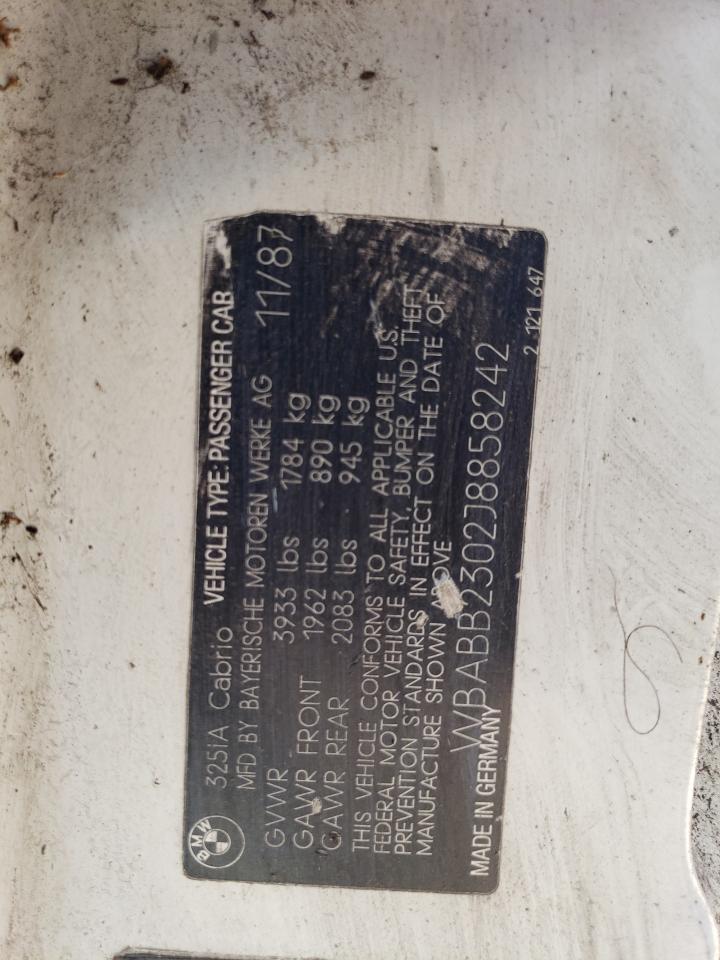 BMW
325iA Cabrio VEHICLE TYPE: PASSENGER CAR
MFD BY BAYERISCHE MOTOREN WERKE AG 11/87
GVWR 3933 lbs 1784 kg
GAWR FRONT 1962 lbs 890 kg
GAWR REAR 2083 lbs 945 kg
THIS VEHICLE CONFORMS TO ALL APPLICABLE U.S.
FEDERAL MOTOR VEHICLE SAFETY, BUMPER AND THEFT
PREVENTION STANDARDS IN EFFECT ON THE DATE OF
MANUFACTURE SHOWN ABOVE
WBABB2302J8858242
MADE IN GERMANY
2 121 647